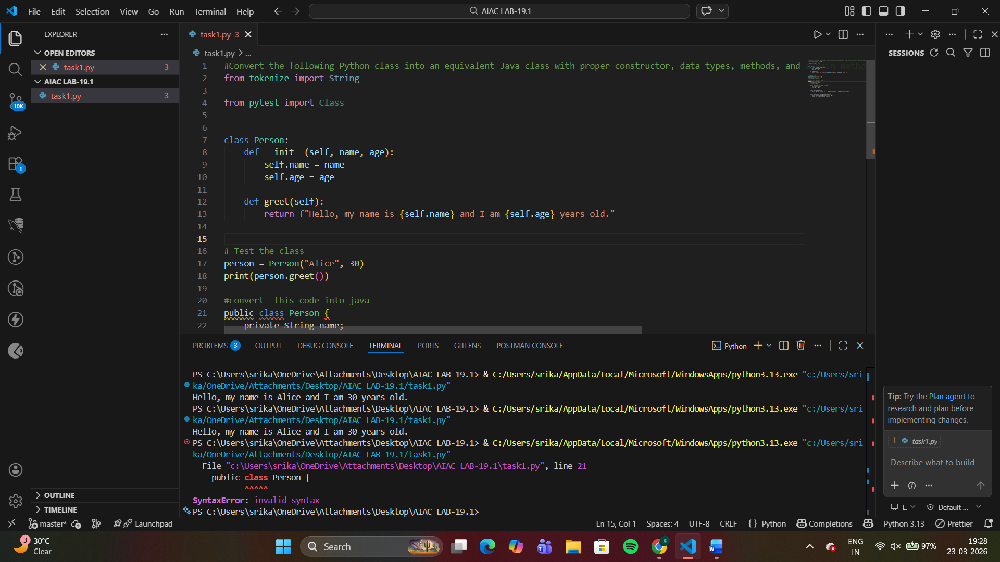 File Edit Selection View Go Run Terminal Help
AIAC LAB-19.1
EXPLORER
OPEN EDITORS
task1.py 3
AIAC LAB-19.1
task1.py 3
10K
1
OUTLINE
TIMELINE
task1.py 3
task1.py > ...
1 #Convert the following Python class into an equivalent Java class with proper constructor, data types, methods, and a main metho
2 from tokenize import String
3
4 from pytest import Class
5
6
7 class Person:
8 def __init__(self, name, age):
9 self.name = name
10 self.age = age
11
12 def greet(self):
13 return f"Hello, my name is {self.name} and I am {self.age} years old."
14
15
16 # Test the class
17 person = Person("Alice", 30)
18 print(person.greet())
19
20 #convert  this code into java
21 public class Person {
22 private String name;
PROBLEMS 3 OUTPUT DEBUG CONSOLE TERMINAL PORTS GITLENS POSTMAN CONSOLE
Python
PS C:\Users\srika\OneDrive\Attachments\Desktop\AIAC LAB-19.1> & C:/Users/srika/AppData/Local/Microsoft/WindowsApps/python3.13.exe "c:/Users/sri
ka/OneDrive/Attachments/Desktop/AIAC LAB-19.1/task1.py"
Hello, my name is Alice and I am 30 years old.
PS C:\Users\srika\OneDrive\Attachments\Desktop\AIAC LAB-19.1> & C:/Users/srika/AppData/Local/Microsoft/WindowsApps/python3.13.exe "c:/Users/sri
ka/OneDrive/Attachments/Desktop/AIAC LAB-19.1/task1.py"
Hello, my name is Alice and I am 30 years old.
PS C:\Users\srika\OneDrive\Attachments\Desktop\AIAC LAB-19.1> & C:/Users/srika/AppData/Local/Microsoft/WindowsApps/python3.13.exe "c:/Users/sri
ka/OneDrive/Attachments/Desktop/AIAC LAB-19.1/task1.py"
File "c:\Users\srika\OneDrive\Attachments\Desktop\AIAC LAB-19.1\task1.py", line 21
public class Person {
^^^^^
SyntaxError: invalid syntax
PS C:\Users\srika\OneDrive\Attachments\Desktop\AIAC LAB-19.1>
SESSIONS
Tip: Try the Plan agent to
research and plan before
implementing changes.
task1.py
Describe what to build
L Default ...
master* Launchpad
Ln 15, Col 1 Spaces: 4 UTF-8 CRLF {} Python Completions Python 3.13 Prettier
3
30°C
Clear
Search
ENG
IN
97%
19:28
23-03-2026